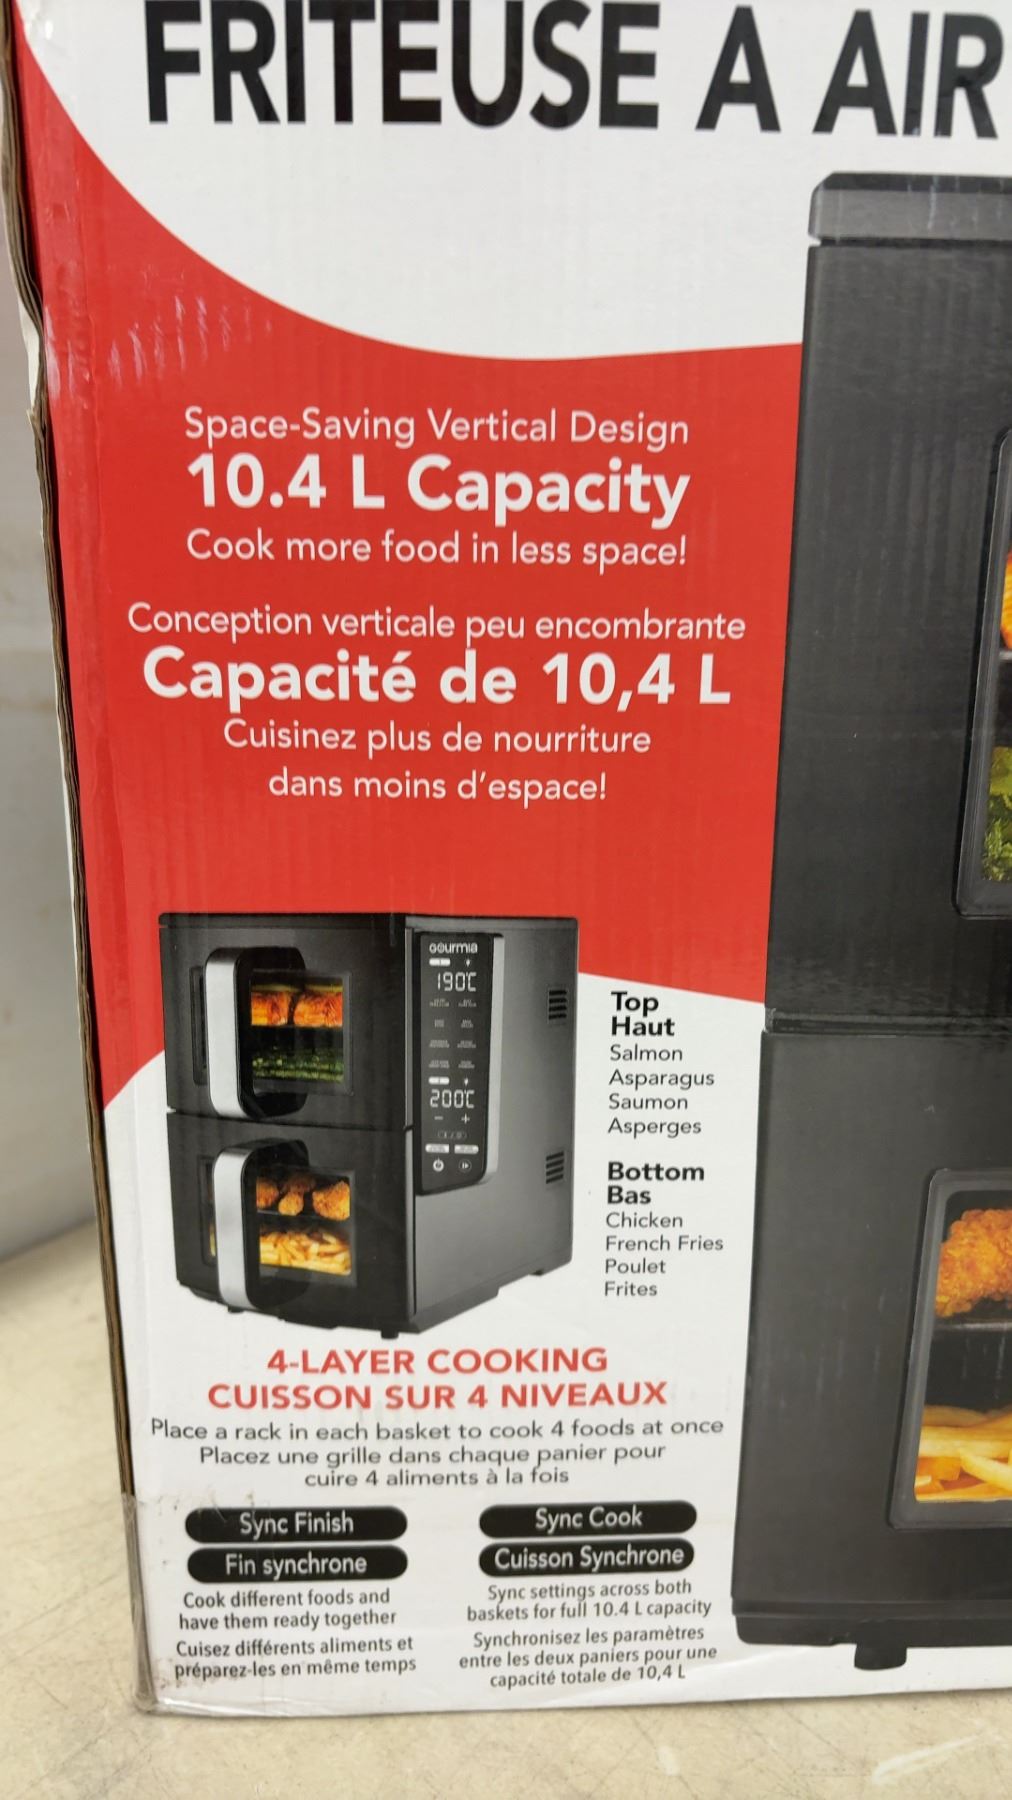 FRITEUSE À AIR
Space-Saving Vertical Design
10.4 L Capacity
Cook more food in less space!
Conception verticale peu encombrante
Capacité de 10,4 L
Cuisinez plus de nourriture
dans moins d'espace!
Gourmia
190℃
200℃
Top
Haut
Salmon
Asparagus
Saumon
Asperges
Bottom
Bas
Chicken
French Fries
Poulet
Frites
4-LAYER COOKING
CUISSON SUR 4 NIVEAUX
Place a rack in each basket to cook 4 foods at once
Placez une grille dans chaque panier pour
cuire 4 aliments à la fois
Sync Finish
Fin synchrone
Cook different foods and
have them ready together
Cuisez différents aliments et
préparez-les en même temps
Sync Cook
Cuisson Synchrone
Sync settings across both
baskets for full 10.4 L capacity
Synchronisez les paramètres
entre les deux paniers pour une
capacité totale de 10,4 L